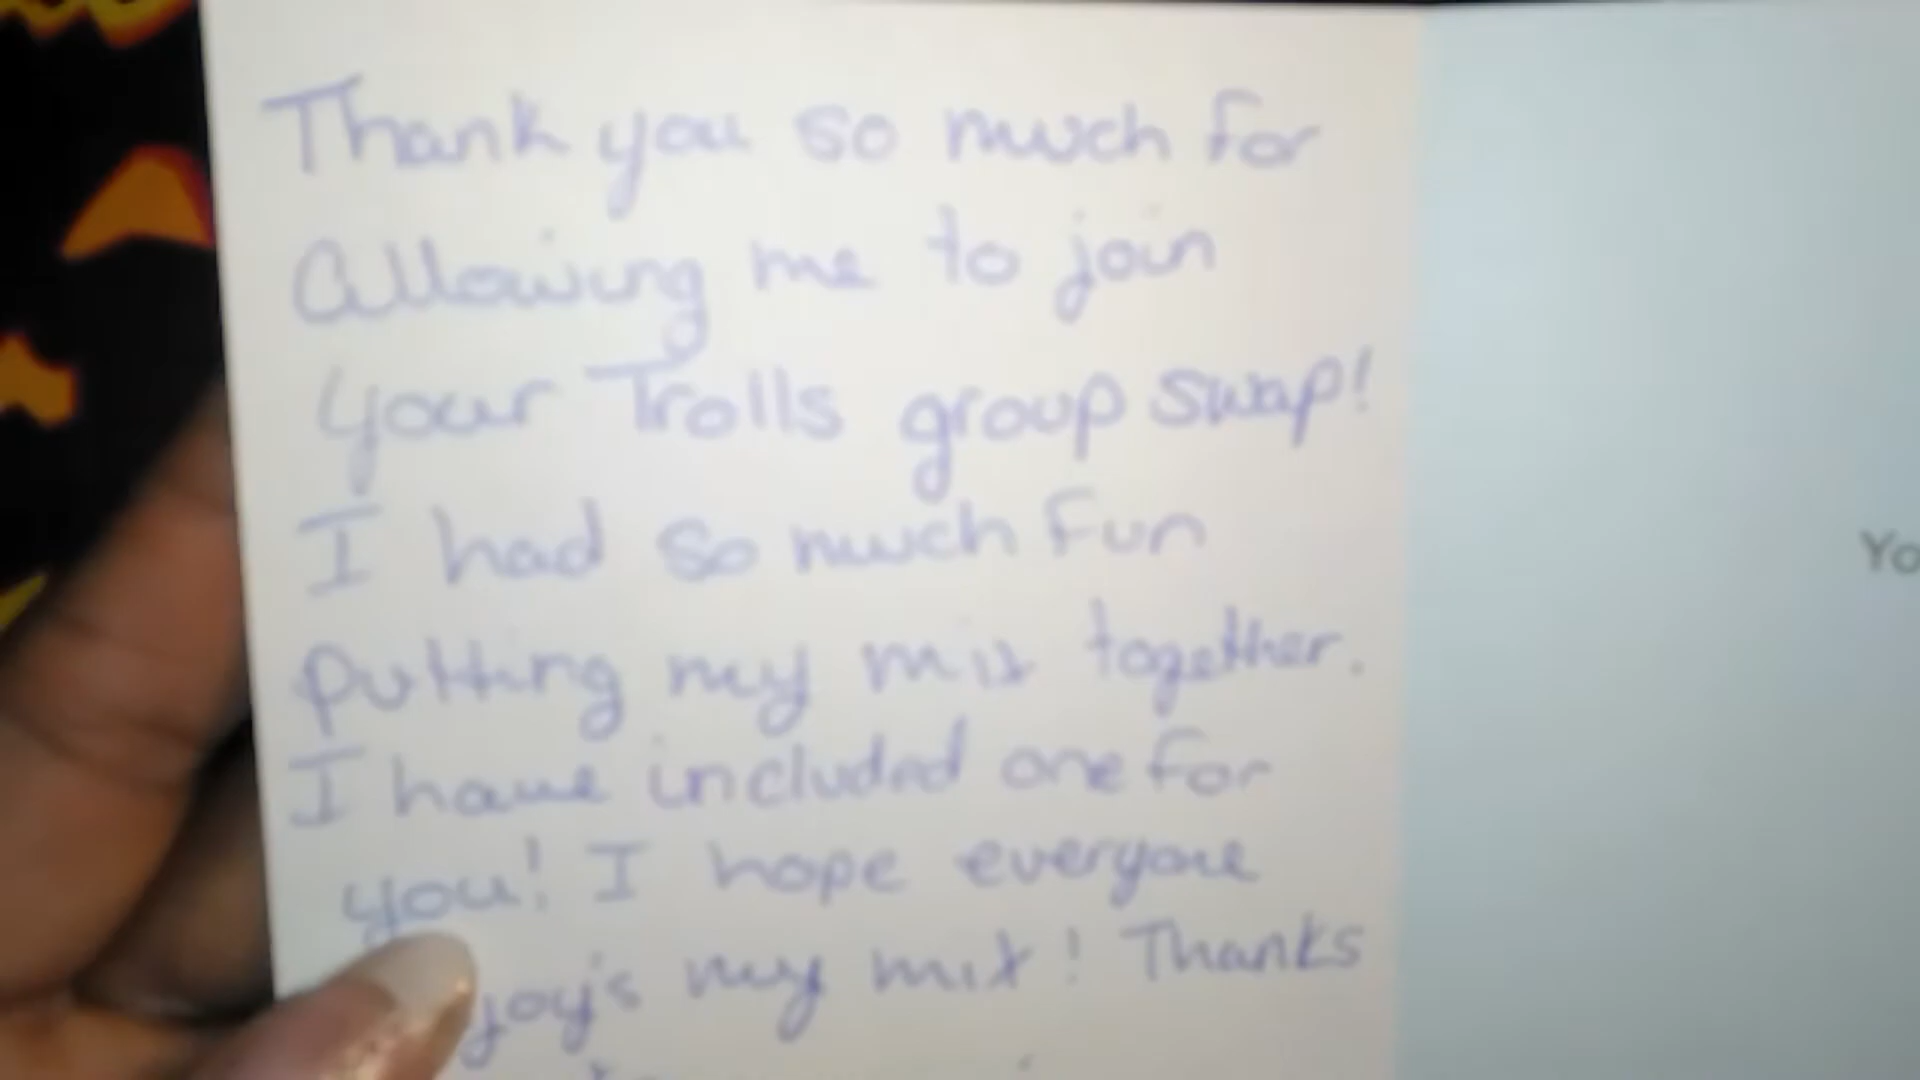 Thank you so much for
Allowing me to join
your Trolls group swap!
I had so much fun
putting my mix together.
I have included one for
you! I hope everyone
joy's my mix! Thanks
Yo